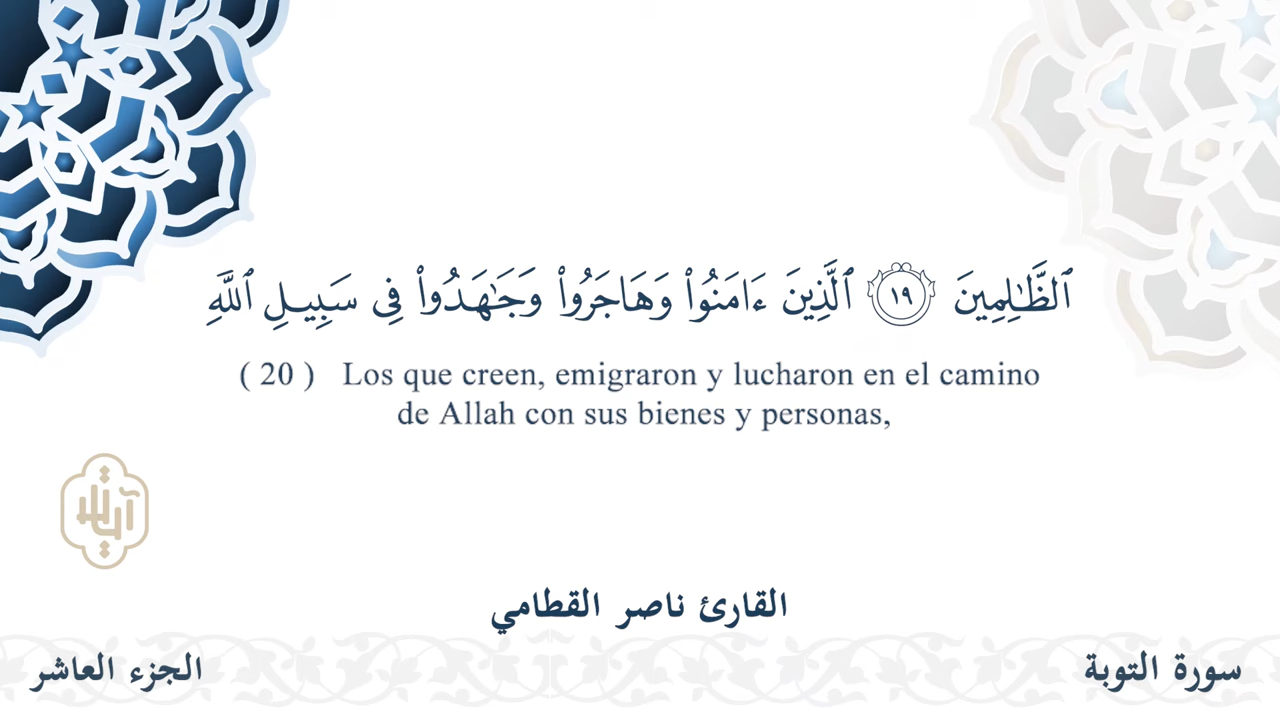 ٱلظَّٰلِمِينَ ١٩ ٱلَّذِينَ ءَامَنُوا۟ وَهَاجَرُوا۟ وَجَٰهَدُوا۟ فِى سَبِيلِ ٱللَّهِ
( 20 ) Los que creen, emigraron y lucharon en el camino
de Allah con sus bienes y personas,
القارئ ناصر القطامي
سورة التوبة
الجزء العاشر